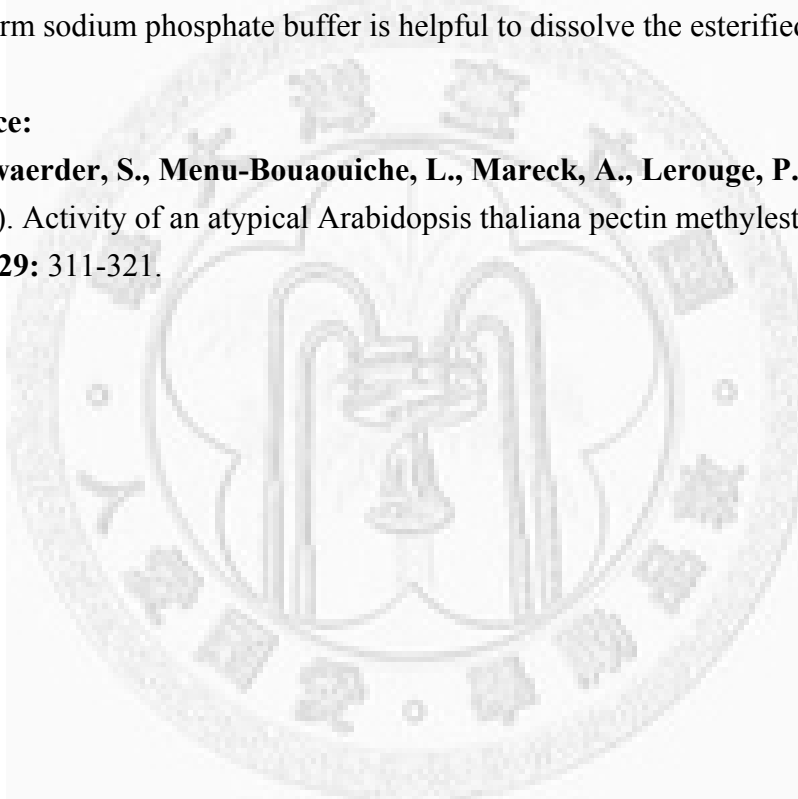 rm sodium phosphate buffer is helpful to dissolve the esterified
ce:
waerder, S., Menu-Bouaouiche, L., Mareck, A., Lerouge, P.
). Activity of an atypical Arabidopsis thaliana pectin methylest
29: 311-321.